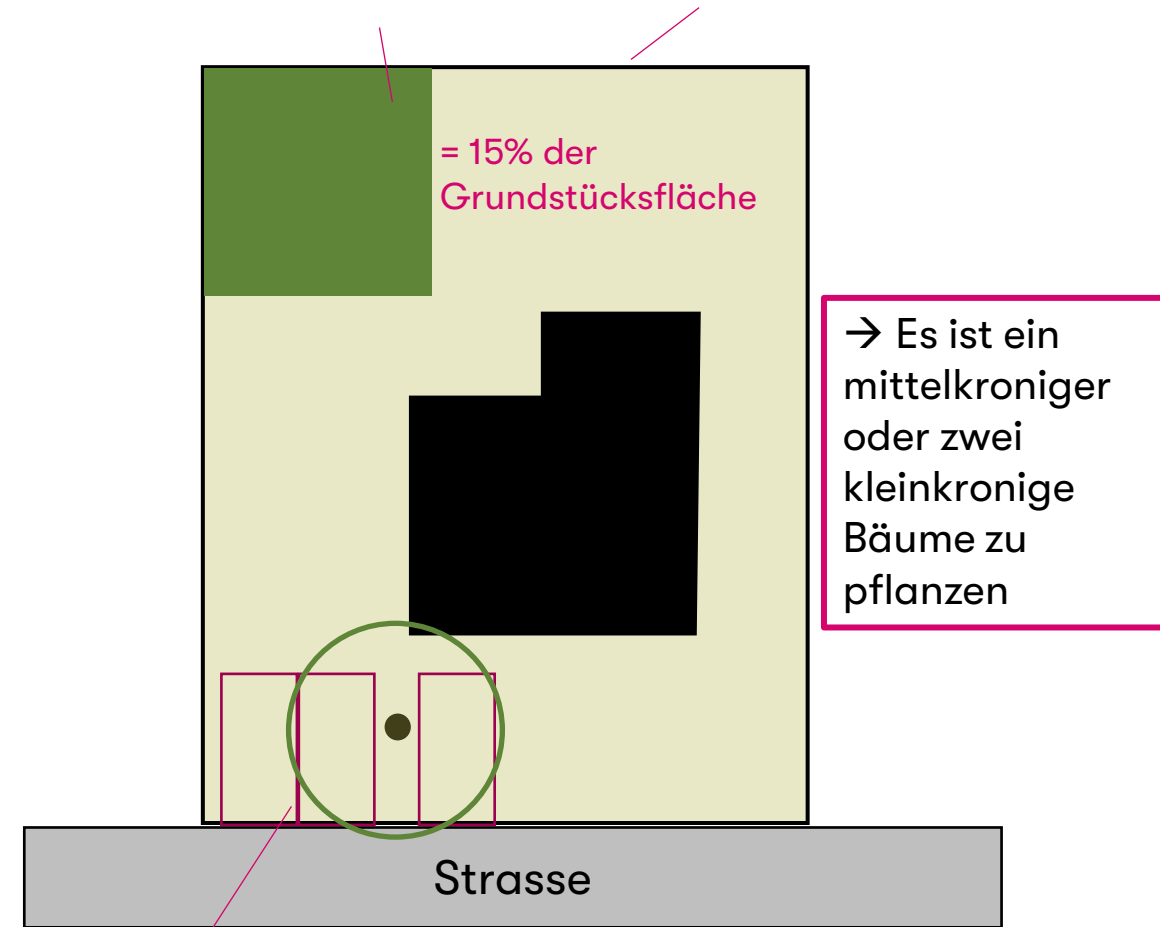 = 15% der
Grundstücksfläche
→ Es ist ein
mittelkroniger
oder zwei
kleinkronige
Bäume zu
pflanzen
Strasse